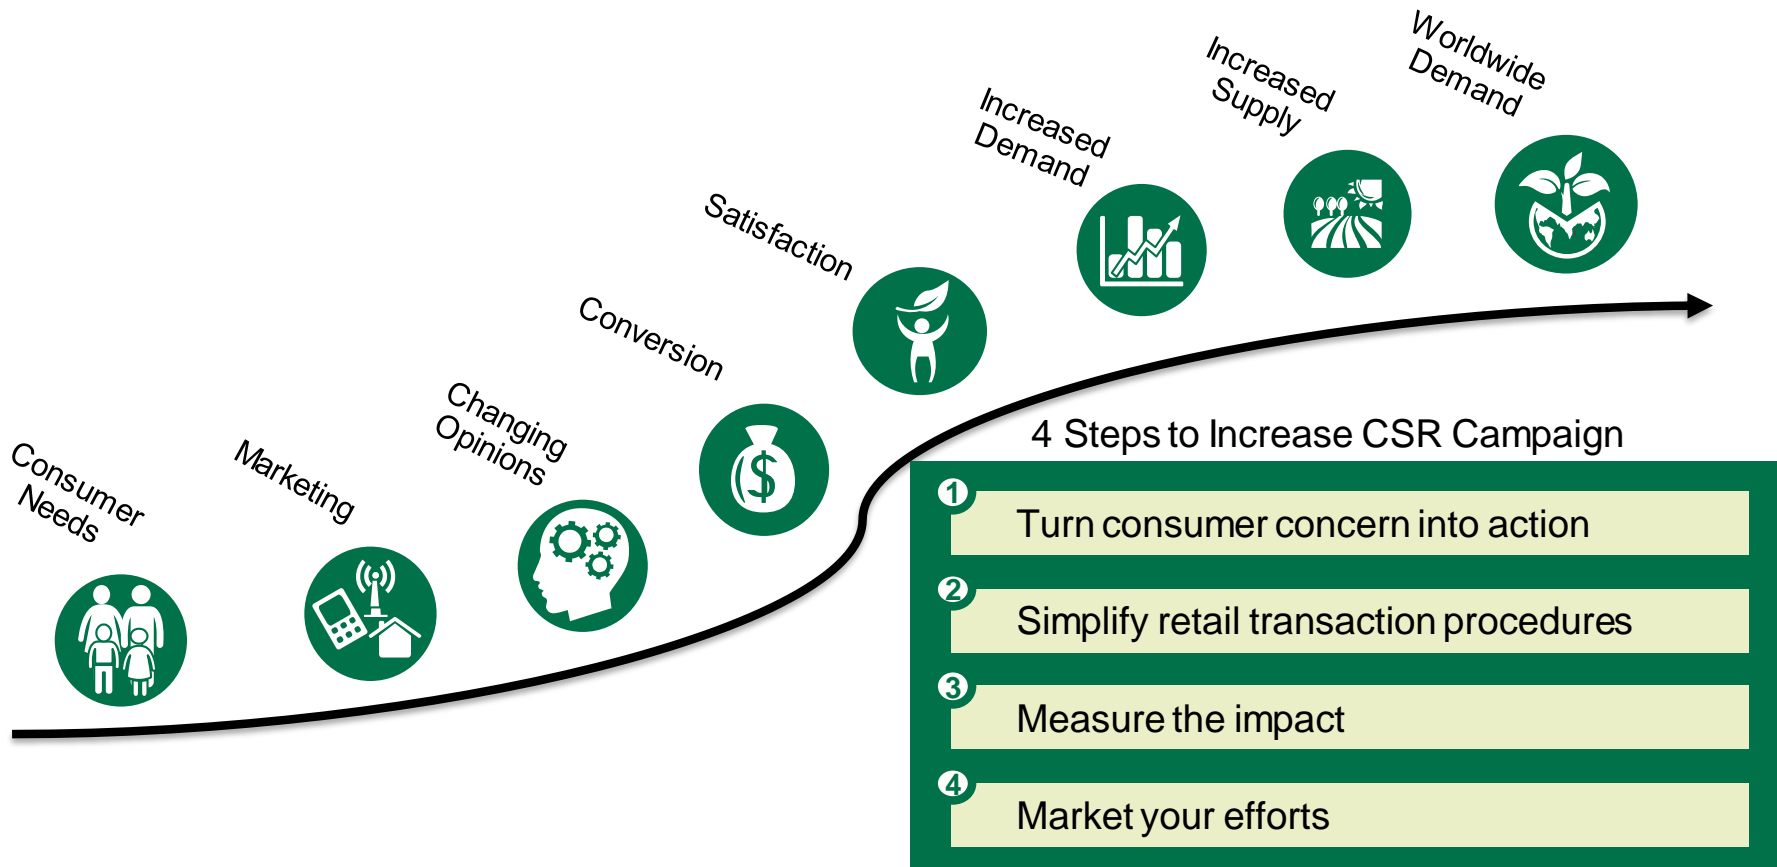 Consumer
Needs
Marketing
Changing
Opinions
Conversion
Satisfaction
Increased
Demand
Increased
Supply
Worldwide
Demand
$
4 Steps to Increase CSR Campaign
1
Turn consumer concern into action
2
Simplify retail transaction procedures
3
Measure the impact
4
Market your efforts